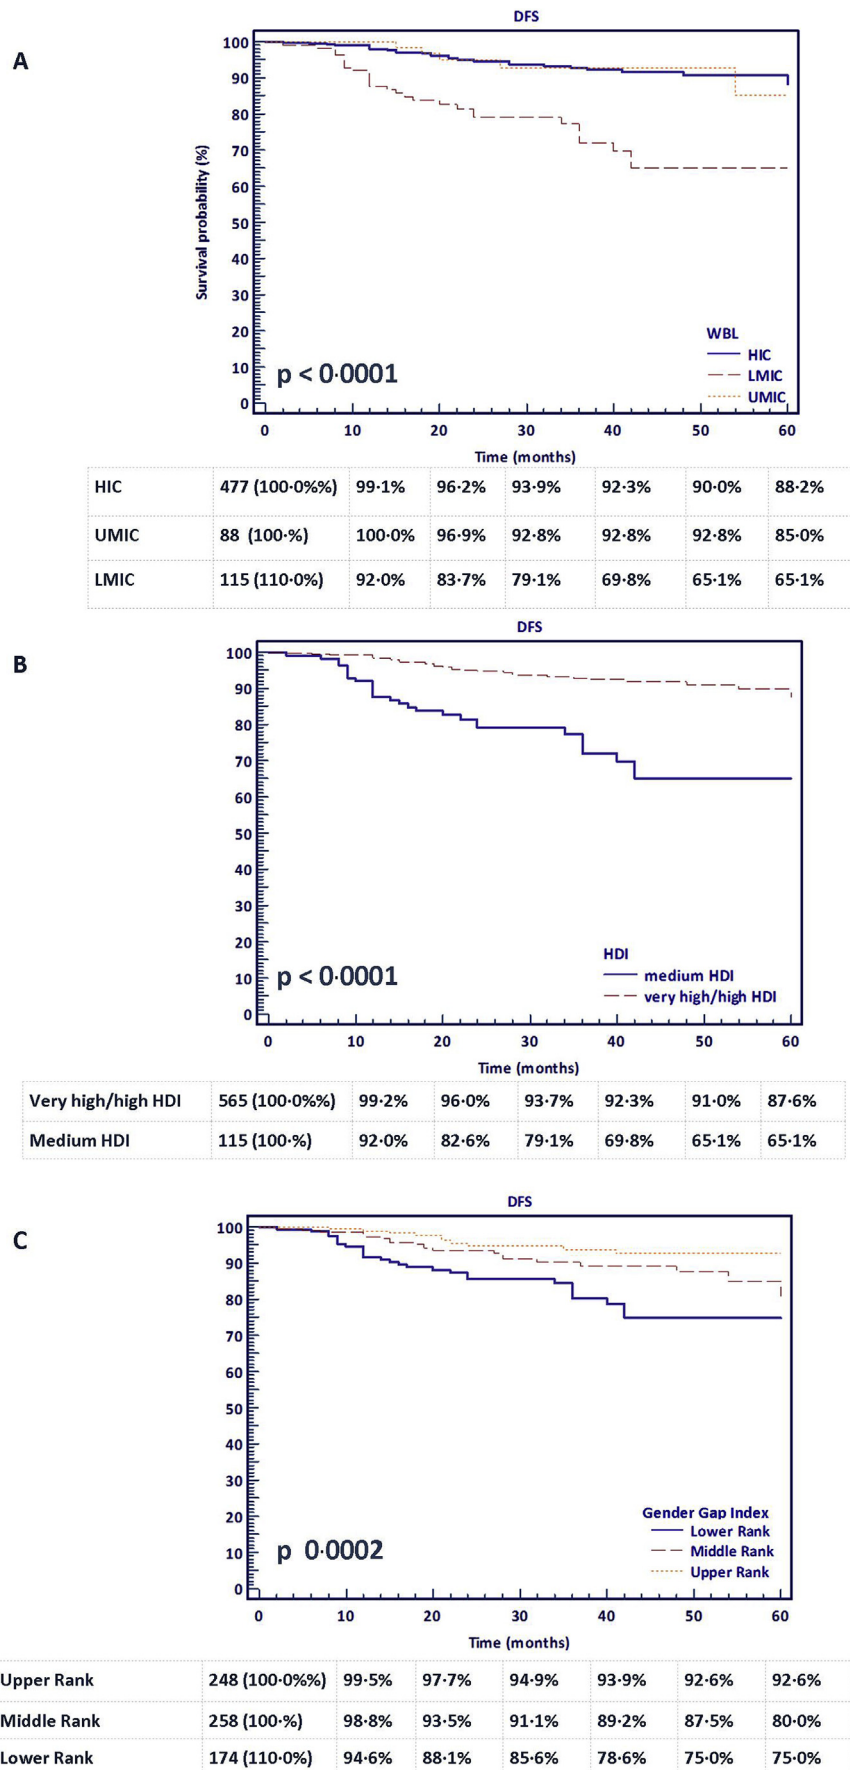 A
DFS
100
90
80
70
60
50
40
30
20
10
0
Survival probability (%)
p < 0·0001
WBL
HIC
LMIC
UMIC
0 10 20 30 40 50 60
Time (months)
HIC 477 (100·0%%) 99·1% 96·2% 93·9% 92·3% 90·0% 88·2%
UMIC 88 (100·%) 100·0% 96·9% 92·8% 92·8% 92·8% 85·0%
LMIC 115 (110·0%) 92·0% 83·7% 79·1% 69·8% 65·1% 65·1%
B
DFS
100
90
80
70
60
50
40
30
20
10
0
p < 0·0001
HDI
medium HDI
very high/high HDI
0 10 20 30 40 50 60
Time (months)
Very high/high HDI 565 (100·0%%) 99·2% 96·0% 93·7% 92·3% 91·0% 87·6%
Medium HDI 115 (100·%) 92·0% 82·6% 79·1% 69·8% 65·1% 65·1%
C
DFS
100
90
80
70
60
50
40
30
20
10
0
p 0·0002
Gender Gap Index
Lower Rank
Middle Rank
Upper Rank
0 10 20 30 40 50 60
Time (months)
Upper Rank 248 (100·0%%) 99·5% 97·7% 94·9% 93·9% 92·6% 92·6%
Middle Rank 258 (100·%) 98·8% 93·5% 91·1% 89·2% 87·5% 80·0%
Lower Rank 174 (110·0%) 94·6% 88·1% 85·6% 78·6% 75·0% 75·0%